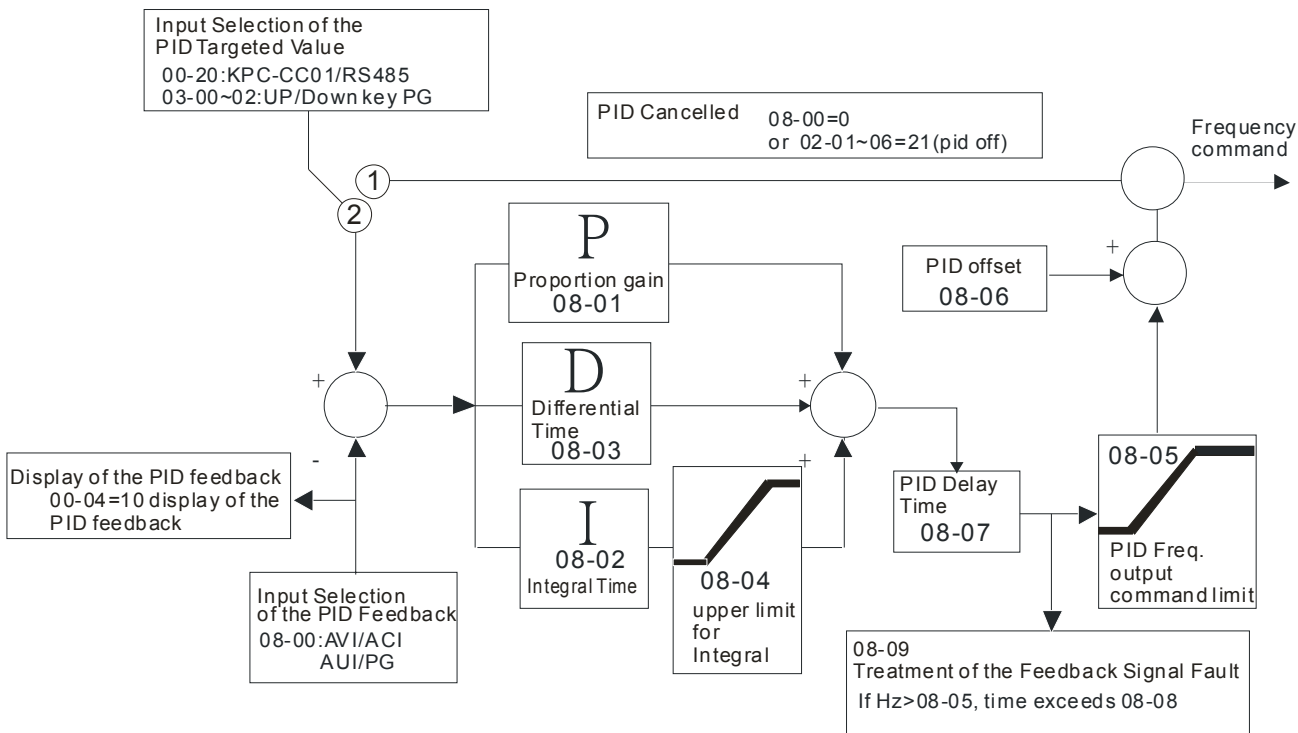 Input Selection of the
PID Targeted Value
00-20:KPC-CC01/RS485
03-00~02:UP/Down key PG
PID Cancelled 08-00=0
or 02-01~06=21(pid off)
Frequency
command
1
2
P
Proportion gain
08-01
PID offset
08-06
+
+
-
D
Differential
Time
08-03
+
+
Display of the PID feedback
00-04=10 display of the
PID feedback
I
08-02
Integral Time
08-04
upper limit
for
Integral
PID Delay
Time
08-07
08-05
PID Freq.
output
command limit
Input Selection
of the PID Feedback
08-00:AVI/ACI
AUI/PG
08-09
Treatment of the Feedback Signal Fault
If Hz>08-05, time exceeds 08-08